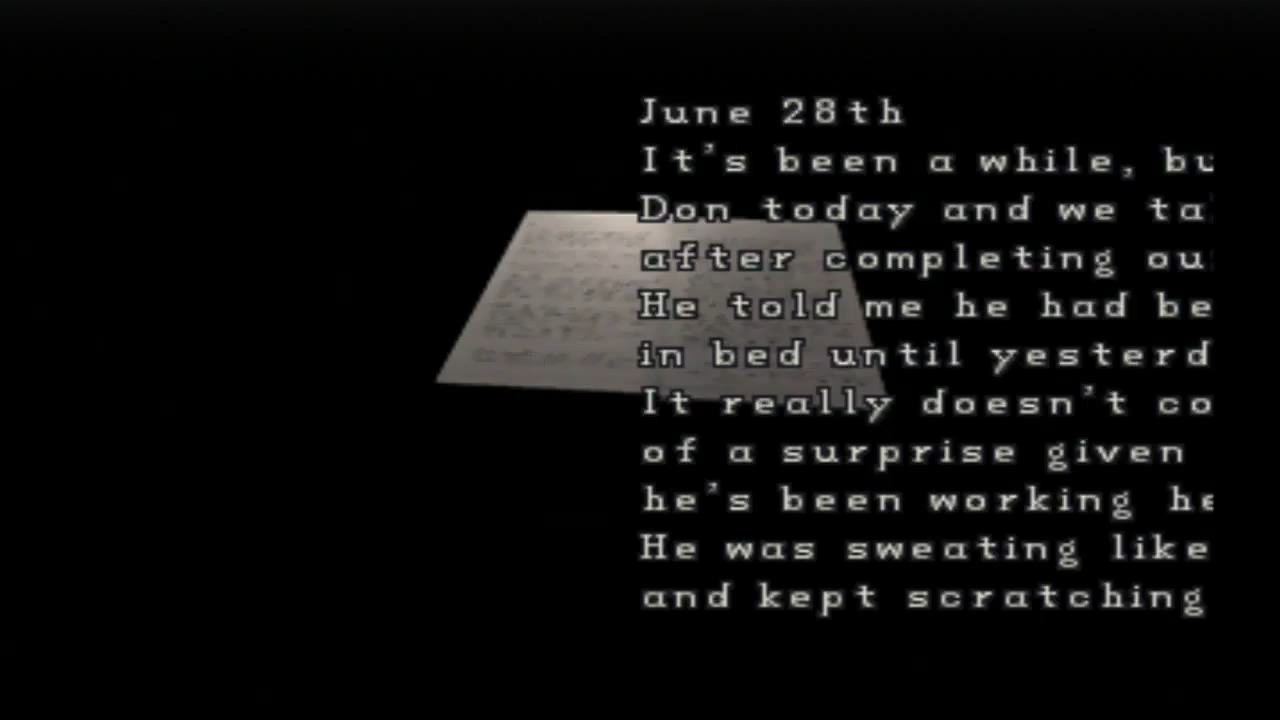 June 28th
It's been a while, bu
Don today and we ta
after completing ou
He told me he had be
in bed until yesterd
It really doesn't co
of a surprise given
he's been working he
He was sweating like
and kept scratching